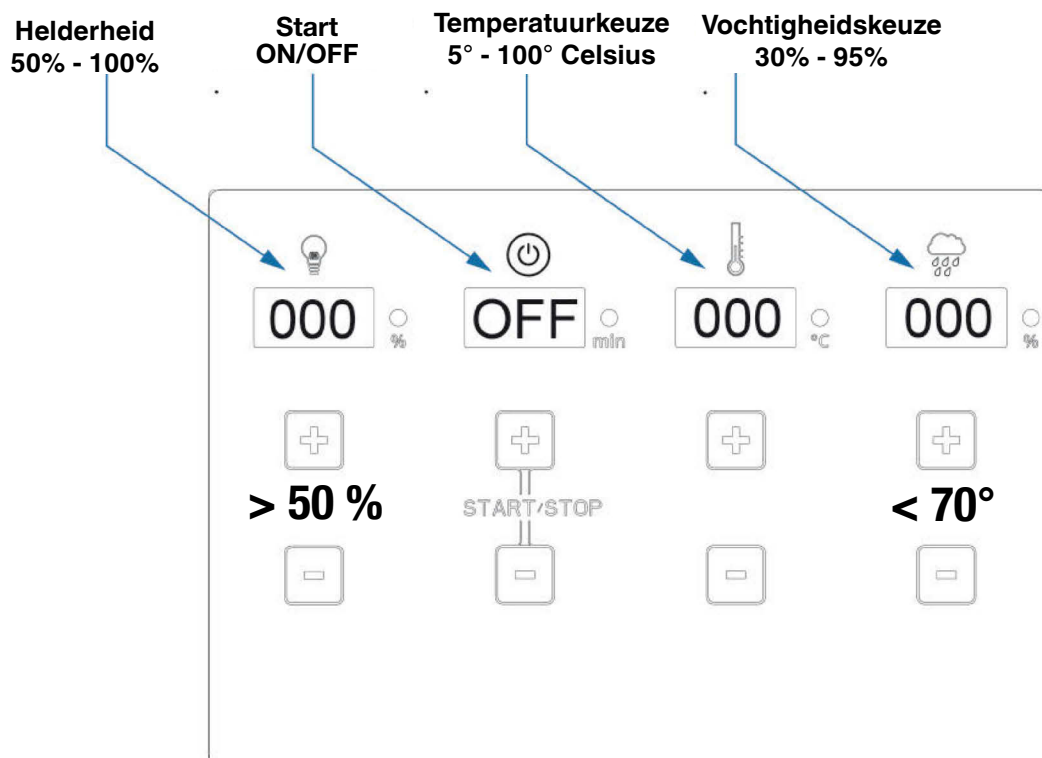 Helderheid
50% - 100%
Start
ON/OFF
Temperatuurkeuze
5° - 100° Celsius
Vochtigheidskeuze
30% - 95%
000 %
OFF min
000 °C
000 %
> 50 %
START/STOP
< 70°